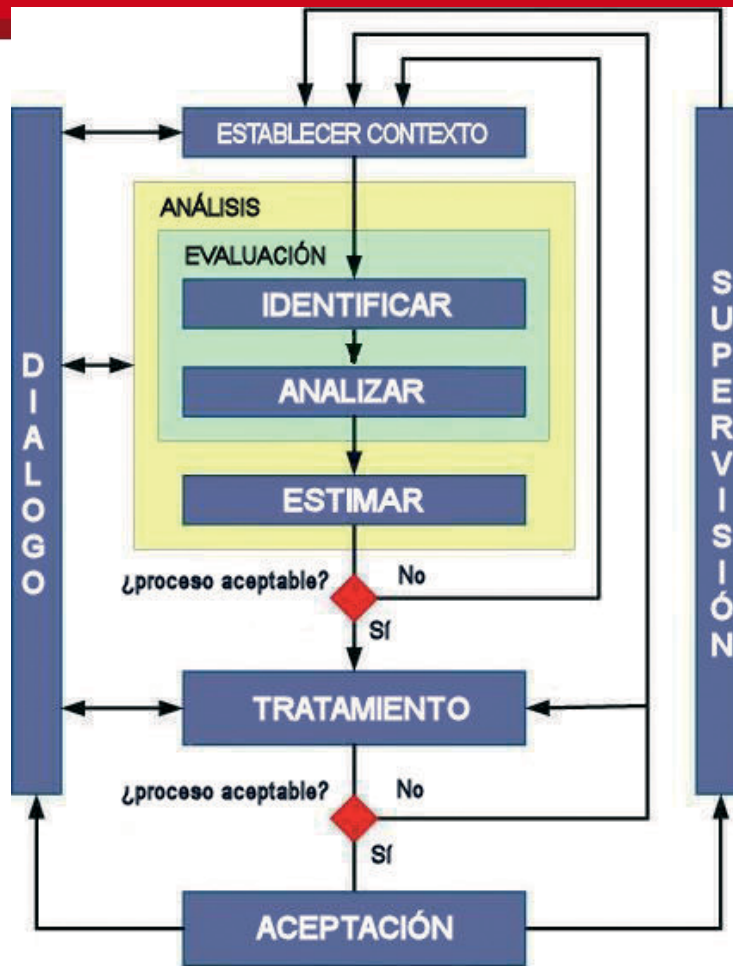 ESTABLECER CONTEXTO
ANÁLISIS
EVALUACIÓN
IDENTIFICAR
ANALIZAR
ESTIMAR
¿proceso aceptable?
No
Sí
TRATAMIENTO
¿proceso aceptable?
No
Sí
ACEPTACIÓN
DIALOGO
SUPERVISIÓN